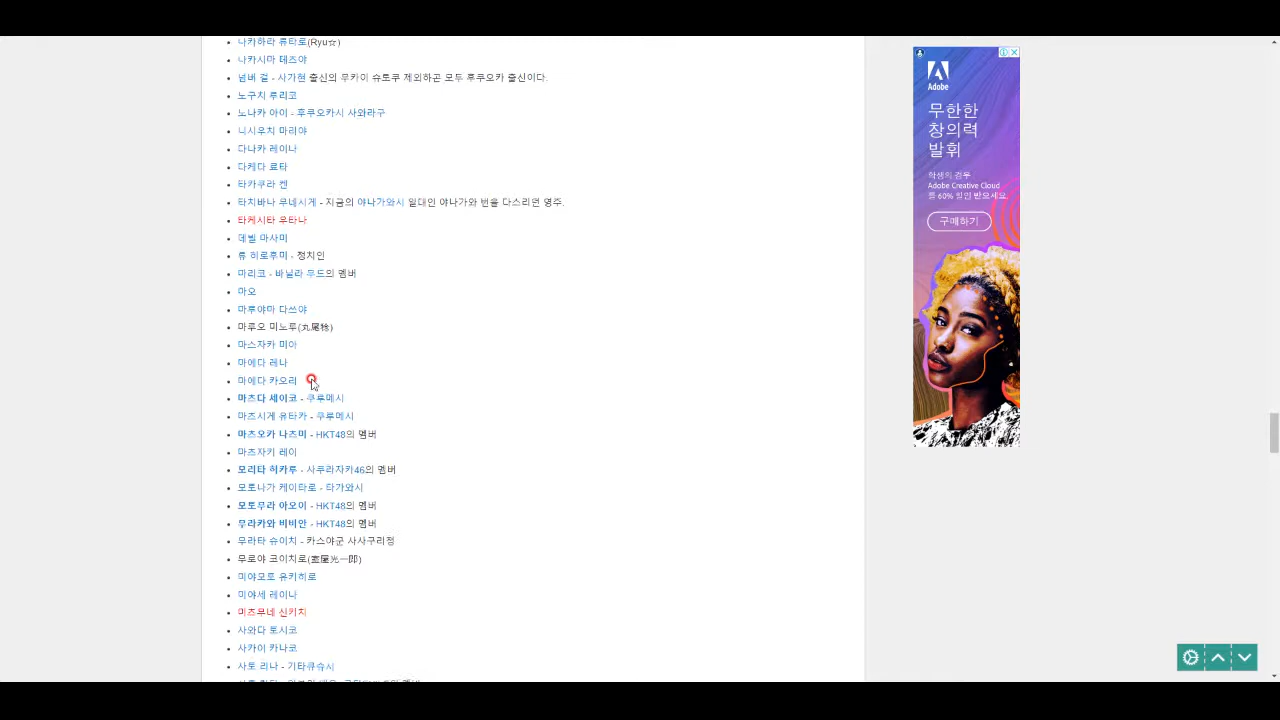 나카하라 류타로(Ryu☆)
나카시마 테츠야
넘버 걸 - 사가현 출신의 무카이 슈토쿠 제외하곤 모두 후쿠오카 출신이다.
노구치 루리코
노나카 아이 - 후쿠오카시 사와라구
니시우치 마리야
다나카 레이나
다케다 료타
타카쿠라 켄
타치바나 무네시게 - 지금의 야나가와시 일대인 야나가와 번을 다스리던 영주.
타케시타 우타나
데빌 마사미
류 히로후미 - 정치인
마리코 - 바닐라 무드의 멤버
마오
마루야마 다쓰야
마루오 미노루(丸尾稔)
마스자카 미아
마에다 레나
마에다 카오리
마츠다 세이코 - 쿠루메시
마츠시게 유타카 - 쿠루메시
마츠오카 나츠미 - HKT48의 멤버
마츠자키 레이
모리타 히카루 - 사쿠라자카46의 멤버
모토나가 케이타로 - 타가와시
모토무라 아오이 - HKT48의 멤버
무라카와 비비안 - HKT48의 멤버
무라타 슈이치 - 카스야군 사사구리정
무로야 코이치로(室屋光一郎)
미야모토 유키히로
미야세 레이나
미츠무네 신키치
사와다 토시코
사카이 카나코
사토 리나 - 기타큐슈시
Adobe
무한한
창의력
발휘
학생의 경우
Adobe Creative Cloud
를 60% 할인 받으세요.
구매하기